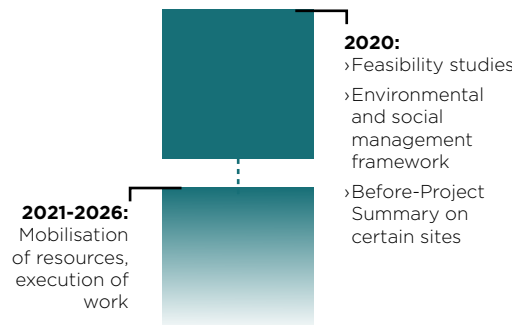 2020:
›Feasibility studies
›Environmental
and social
management
framework
›Before-Project
Summary on
certain sites
2021-2026:
Mobilisation
of resources,
execution of
work